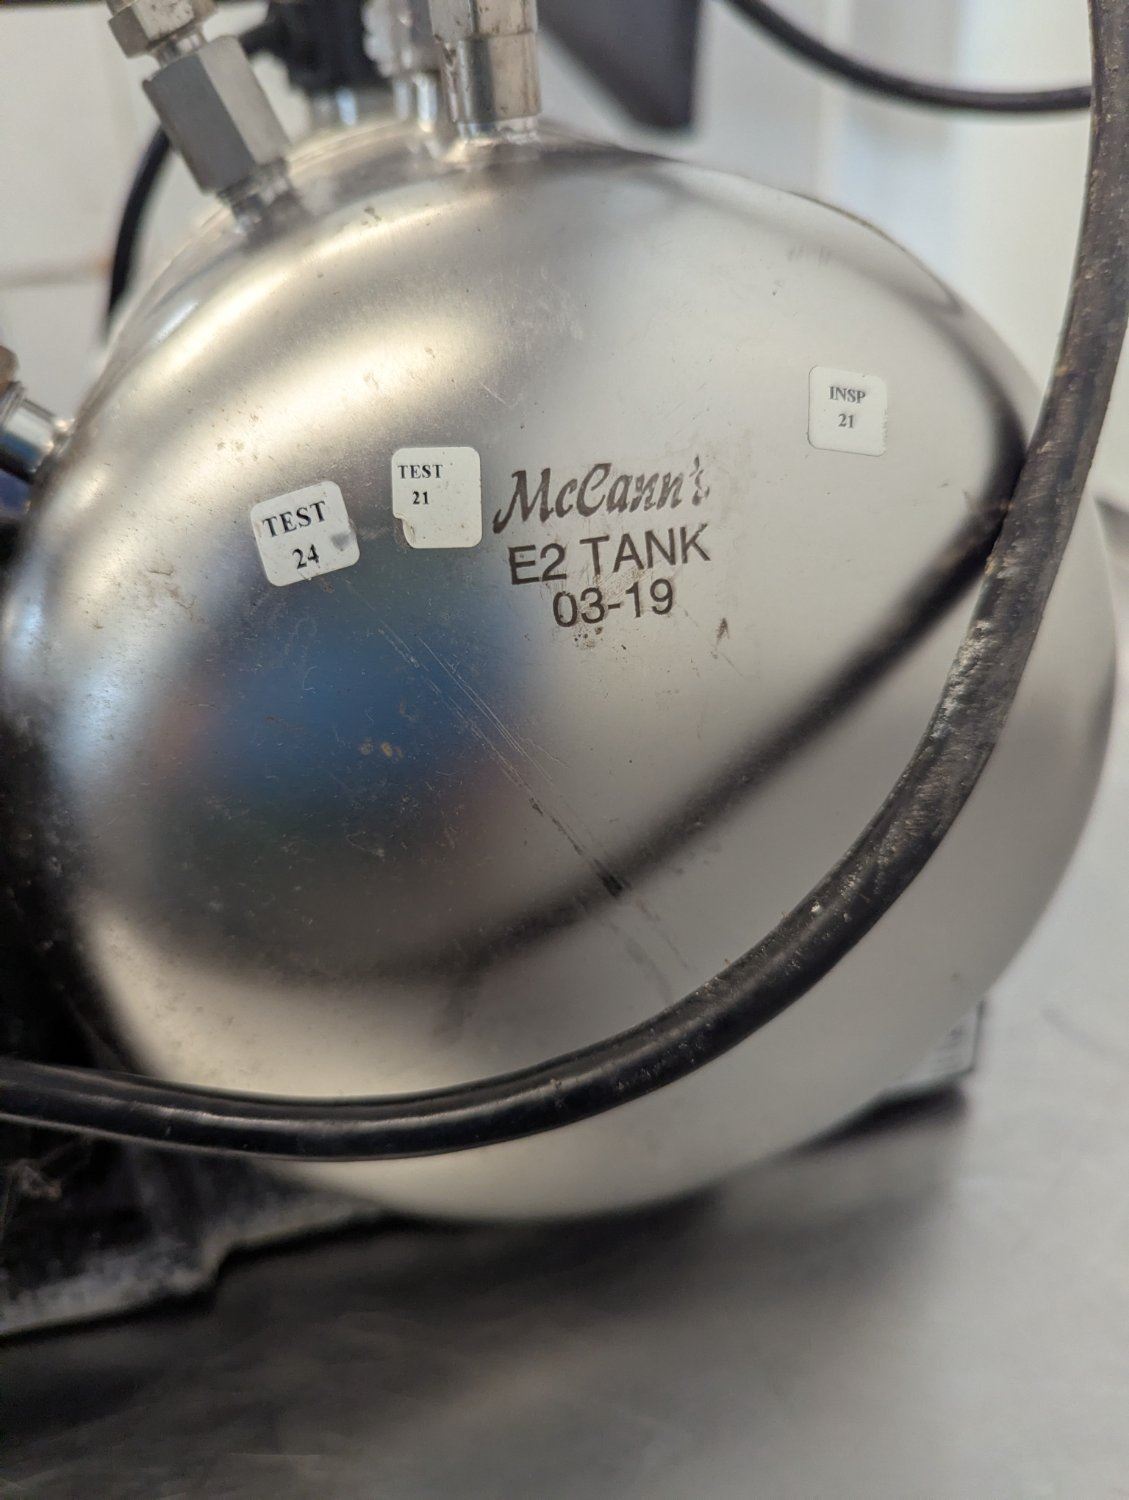 INSP
21
TEST
21
TEST
24
McCann's
E2 TANK
03-19